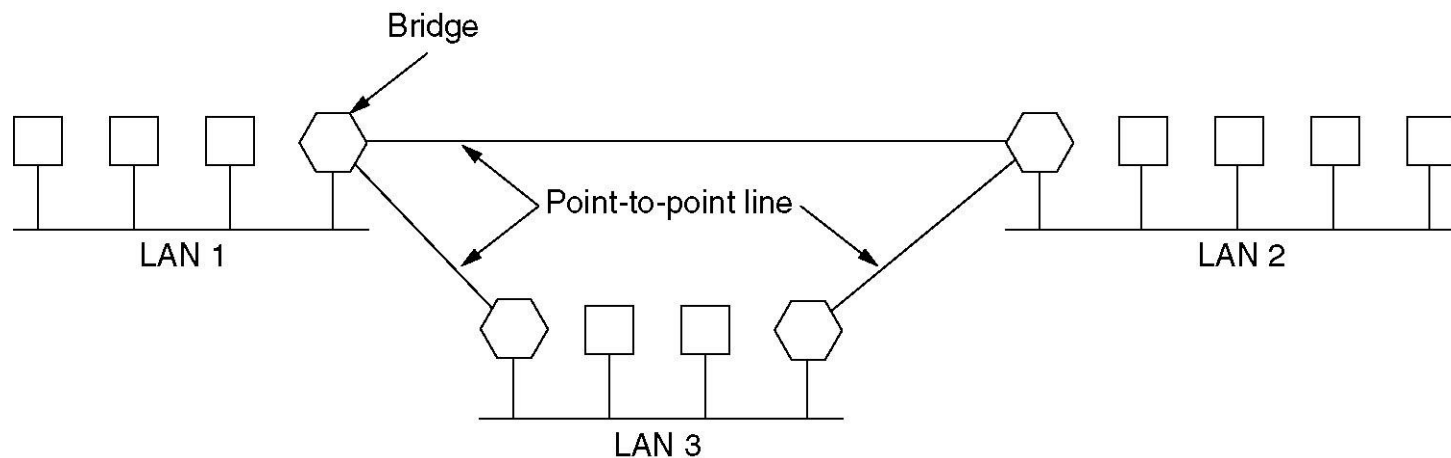 Bridge
Point-to-point line
LAN 1
LAN 2
LAN 3